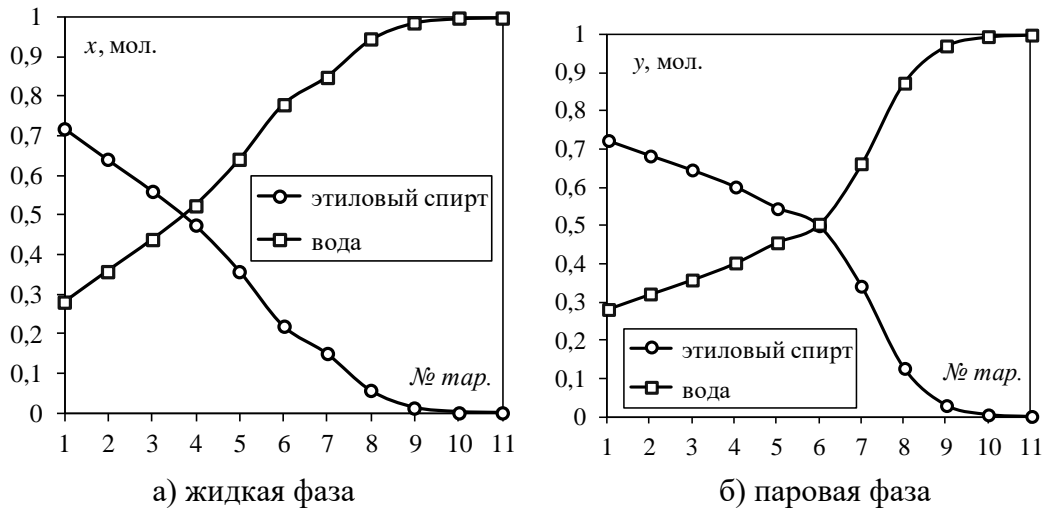 x, мол.
1
0,9
0,8
0,7
0,6
0,5
0,4
0,3
0,2
0,1
0
этиловый спирт
вода
№ тар.
1 2 3 4 5 6 7 8 9 10 11
а) жидкая фаза
y, мол.
1
0,9
0,8
0,7
0,6
0,5
0,4
0,3
0,2
0,1
0
этиловый спирт
вода
№ тар.
1 2 3 4 5 6 7 8 9 10 11
б) паровая фаза